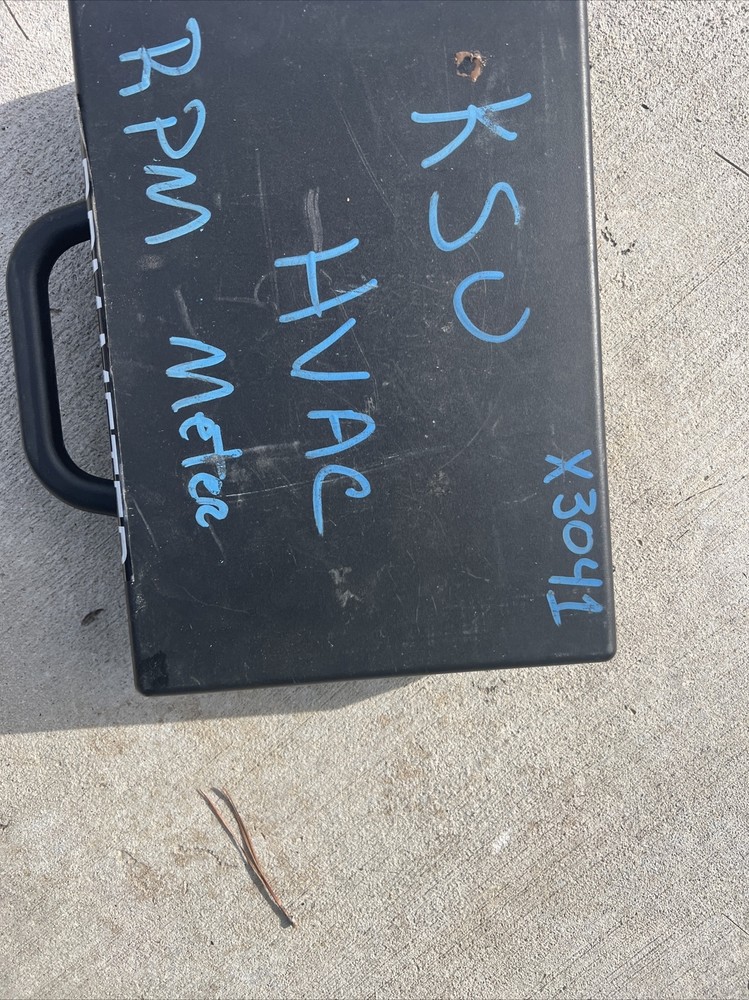 KSU
X3041
HVAC
RPM Meter